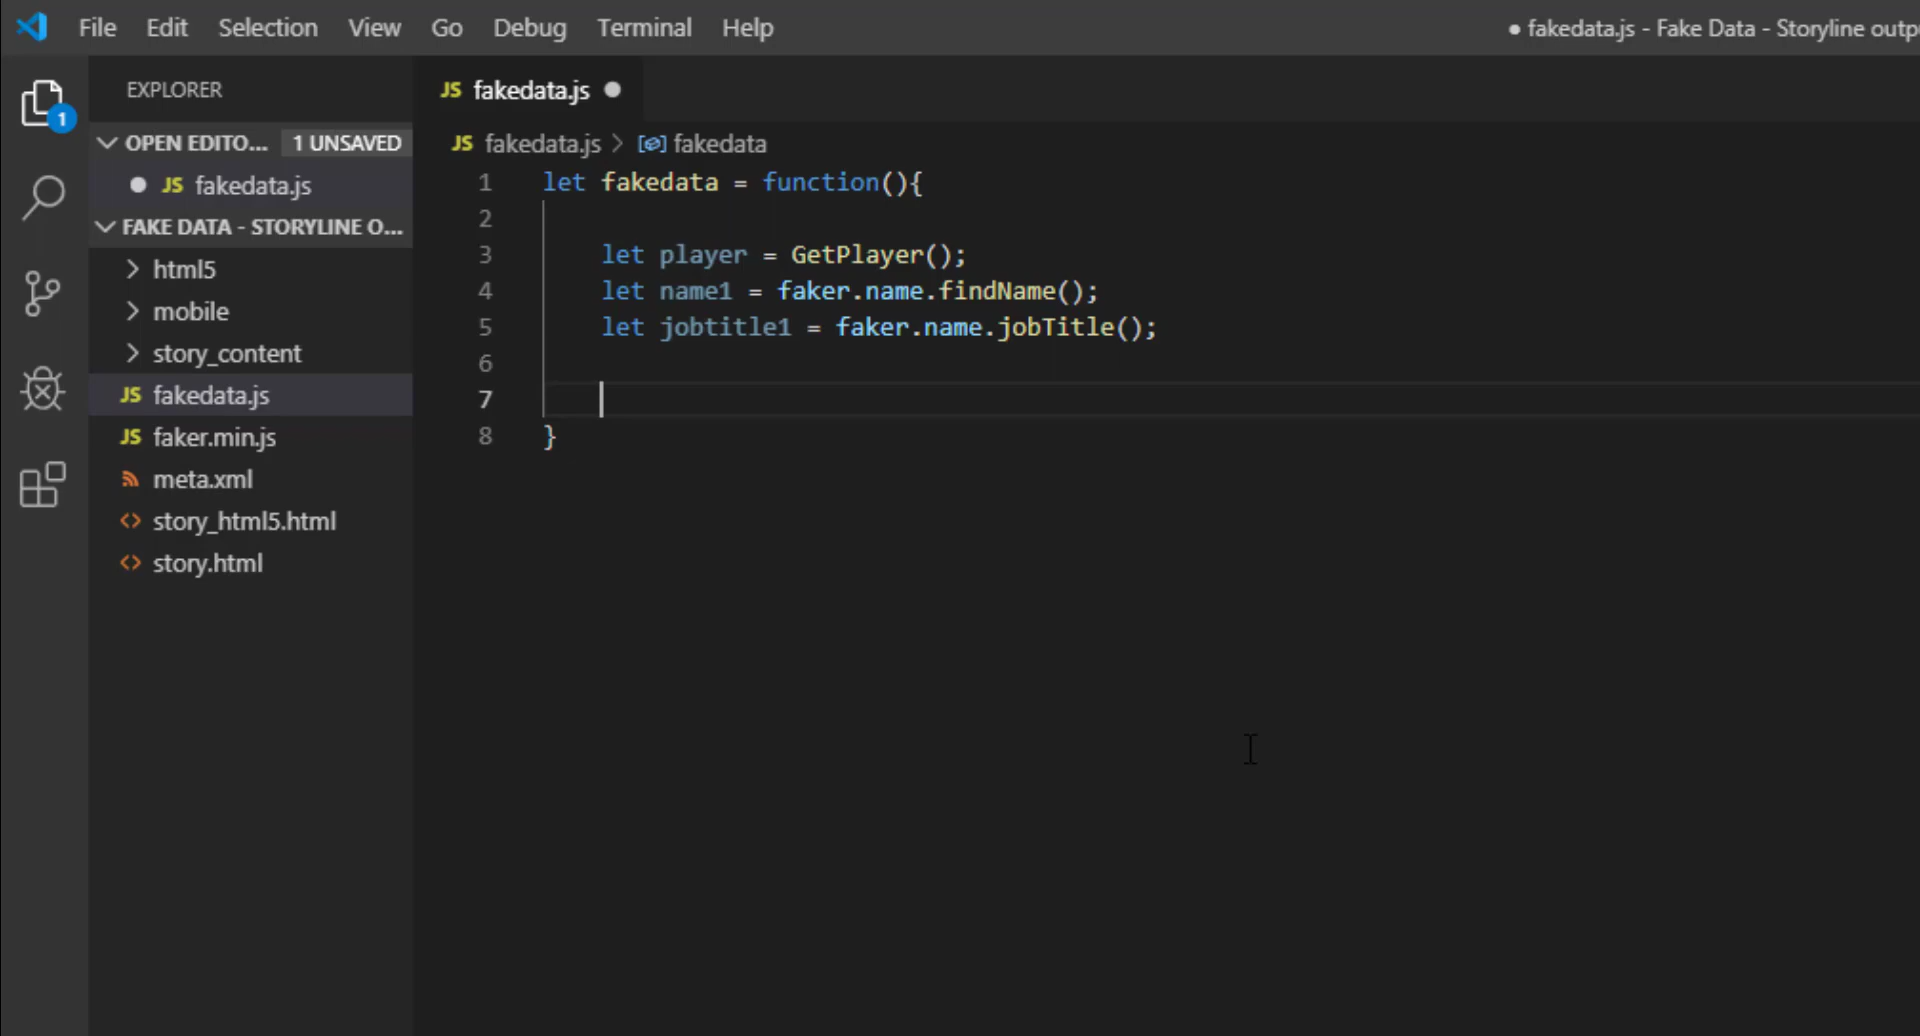 File Edit Selection View Go Debug Terminal Help
● fakedata.js - Fake Data - Storyline outp
EXPLORER
OPEN EDITO... 1 UNSAVED
JS fakedata.js
FAKE DATA - STORYLINE O...
html5
mobile
story_content
JS fakedata.js
JS faker.min.js
meta.xml
<> story_html5.html
<> story.html
1
JS fakedata.js ●
JS fakedata.js > fakedata
1 let fakedata = function(){
2
3 let player = GetPlayer();
4 let name1 = faker.name.findName();
5 let jobtitle1 = faker.name.jobTitle();
6
7
8 }